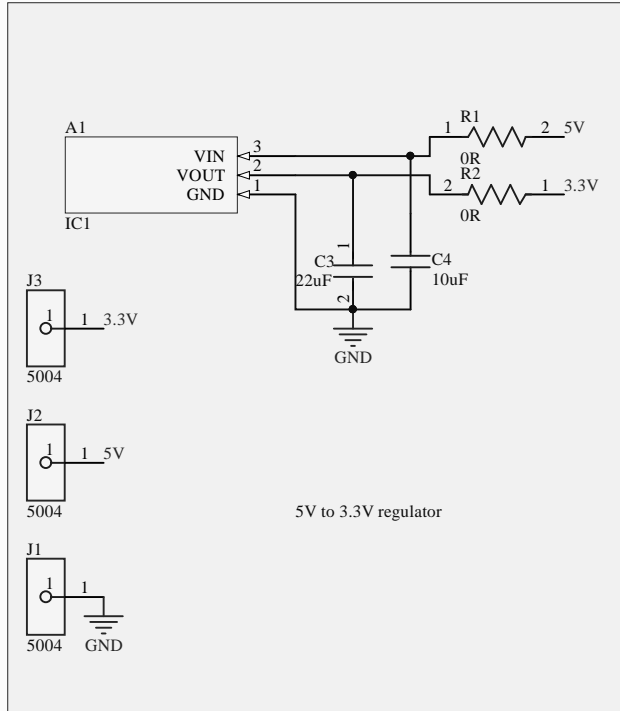 A1
VIN 3
VOUT 2
GND 1
IC1
R1
1 2 5V
0R
R2
2 1 3.3V
0R
1
C3
22uF
2
C4
10uF
GND
J3
1 1 3.3V
5004
J2
1 1 5V
5004
5V to 3.3V regulator
J1
1 1
5004 GND